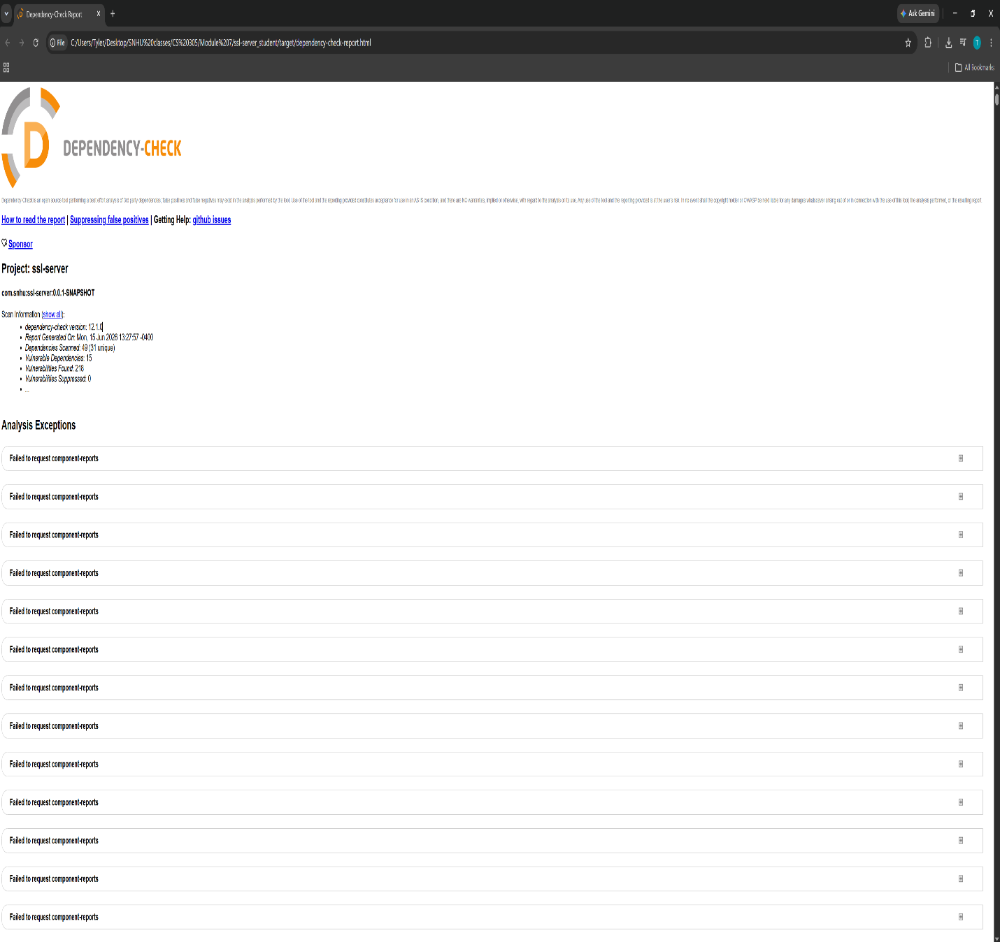 Dependency-Check Report
Ask Gemini
File C:/Users/Tyler/Desktop/SNHU%20classes/CS%20305/Module%207/ssl-server_student/target/dependency-check-report.html
T
All Bookmarks
D
DEPENDENCY-CHECK
Dependency-Check is an open source tool performing a best effort analysis of 3rd party dependencies; false positives and false negatives may exist in the analysis performed by the tool. Use of the tool and the reporting provided constitutes acceptance for use in an AS IS condition, and there are NO warranties, implied or otherwise, with regard to the analysis or its use. Any use of the tool and the reporting provided is at the user's risk. In no event shall the copyright holder or OWASP be held liable for any damages whatsoever arising out of or in connection with the use of this tool, the analysis performed, or the resulting report.
How to read the report | Suppressing false positives | Getting Help: github issues
Sponsor
Project: ssl-server
com.snhu:ssl-server:0.0.1-SNAPSHOT
Scan Information (show all):
• dependency-check version: 12.1.0
• Report Generated On: Mon, 15 Jun 2026 13:27:57 -0400
• Dependencies Scanned: 49 (31 unique)
• Vulnerable Dependencies: 15
• Vulnerabilities Found: 218
• Vulnerabilities Suppressed: 0
• ...
Analysis Exceptions
Failed to request component-reports
Failed to request component-reports
Failed to request component-reports
Failed to request component-reports
Failed to request component-reports
Failed to request component-reports
Failed to request component-reports
Failed to request component-reports
Failed to request component-reports
Failed to request component-reports
Failed to request component-reports
Failed to request component-reports
Failed to request component-reports